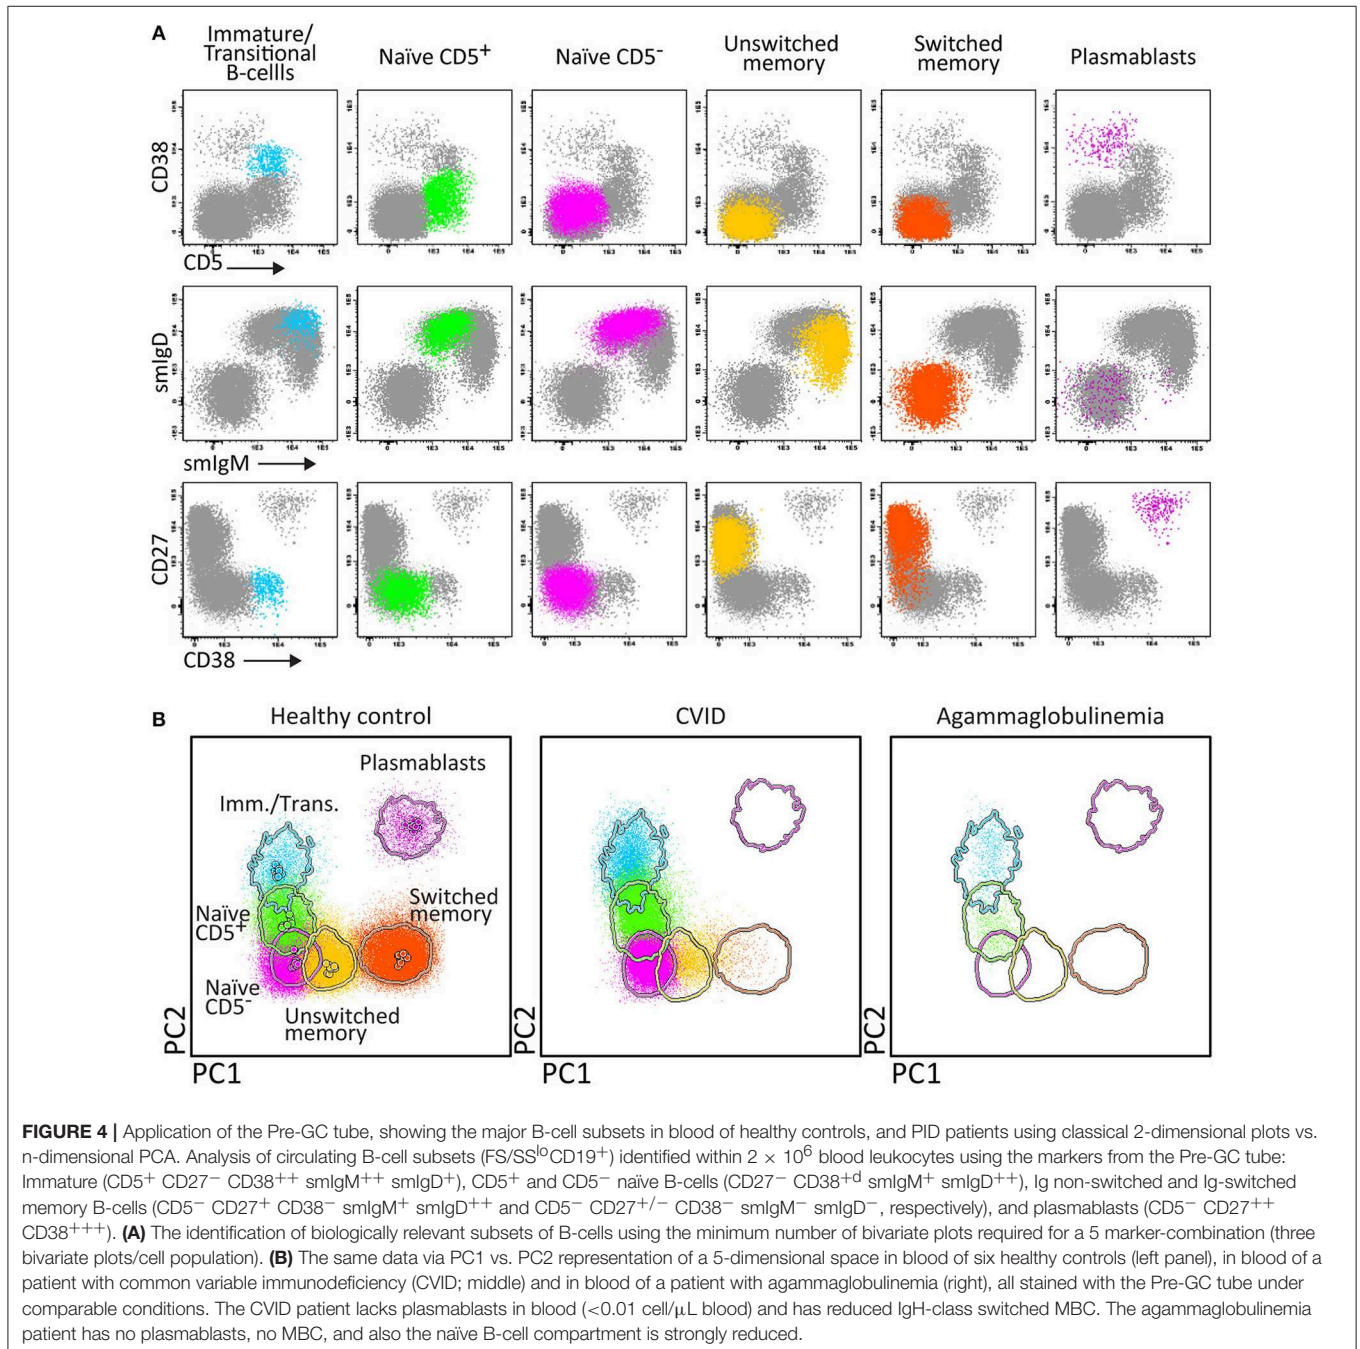 A
Immature/
Transitional
B-cellls
Naïve CD5⁺
Naïve CD5⁻
Unswitched
memory
Switched
memory
Plasmablasts
CD38
CD5
smIgD
smIgM
CD27
CD38
B
Healthy control
CVID
Agammaglobulinemia
Plasmablasts
Imm./Trans.
Switched
memory
Naïve
CD5⁺
Naïve
CD5⁻
Unswitched
memory
PC2
PC1
PC2
PC1
PC2
PC1
FIGURE 4 | Application of the Pre-GC tube, showing the major B-cell subsets in blood of healthy controls, and PID patients using classical 2-dimensional plots vs.
n-dimensional PCA. Analysis of circulating B-cell subsets (FS/SSˡᵒCD19⁺) identified within 2 × 10⁶ blood leukocytes using the markers from the Pre-GC tube:
Immature (CD5⁺ CD27⁻ CD38⁺⁺ smIgM⁺⁺ smIgD⁺), CD5⁺ and CD5⁻ naïve B-cells (CD27⁻ CD38⁺ᵈ smIgM⁺ smIgD⁺⁺), Ig non-switched and Ig-switched
memory B-cells (CD5⁻ CD27⁺ CD38⁻ smIgM⁺ smIgD⁺⁺ and CD5⁻ CD27⁺/⁻ CD38⁻ smIgM⁻ smIgD⁻, respectively), and plasmablasts (CD5⁻ CD27⁺⁺
CD38⁺⁺⁺). (A) The identification of biologically relevant subsets of B-cells using the minimum number of bivariate plots required for a 5 marker-combination (three
bivariate plots/cell population). (B) The same data via PC1 vs. PC2 representation of a 5-dimensional space in blood of six healthy controls (left panel), in blood of a
patient with common variable immunodeficiency (CVID; middle) and in blood of a patient with agammaglobulinemia (right), all stained with the Pre-GC tube under
comparable conditions. The CVID patient lacks plasmablasts in blood (<0.01 cell/μL blood) and has reduced IgH-class switched MBC. The agammaglobulinemia
patient has no plasmablasts, no MBC, and also the naïve B-cell compartment is strongly reduced.